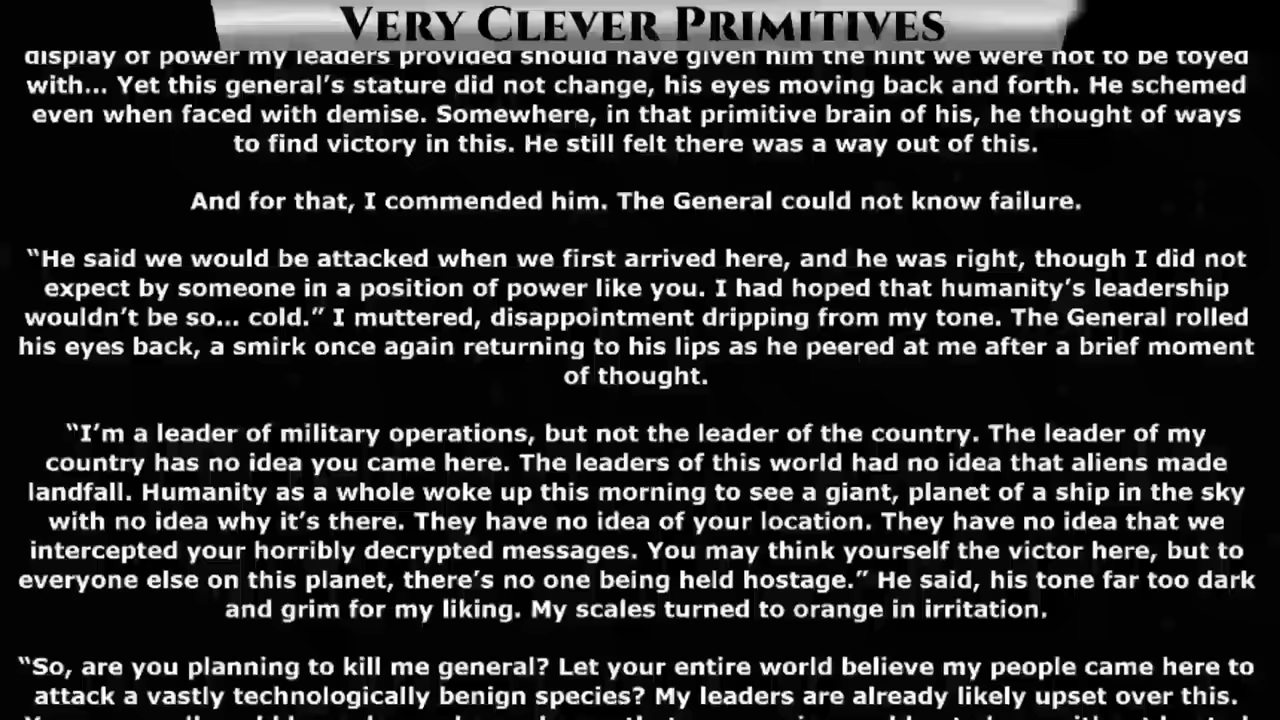 VERY CLEVER PRIMITIVES
display of power my leaders provided should have given him the hint we were not to be toyed
with... Yet this general’s stature did not change, his eyes moving back and forth. He schemed
even when faced with demise. Somewhere, in that primitive brain of his, he thought of ways
to find victory in this. He still felt there was a way out of this.
And for that, I commended him. The General could not know failure.
“He said we would be attacked when we first arrived here, and he was right, though I did not
expect by someone in a position of power like you. I had hoped that humanity’s leadership
wouldn’t be so... cold.” I muttered, disappointment dripping from my tone. The General rolled
his eyes back, a smirk once again returning to his lips as he peered at me after a brief moment
of thought.
“I’m a leader of military operations, but not the leader of the country. The leader of my
country has no idea you came here. The leaders of this world had no idea that aliens made
landfall. Humanity as a whole woke up this morning to see a giant, planet of a ship in the sky
with no idea why it’s there. They have no idea of your location. They have no idea that we
intercepted your horribly decrypted messages. You may think yourself the victor here, but to
everyone else on this planet, there’s no one being held hostage.” He said, his tone far too dark
and grim for my liking. My scales turned to orange in irritation.
“So, are you planning to kill me general? Let your entire world believe my people came here to
attack a vastly technologically benign species? My leaders are already likely upset over this.